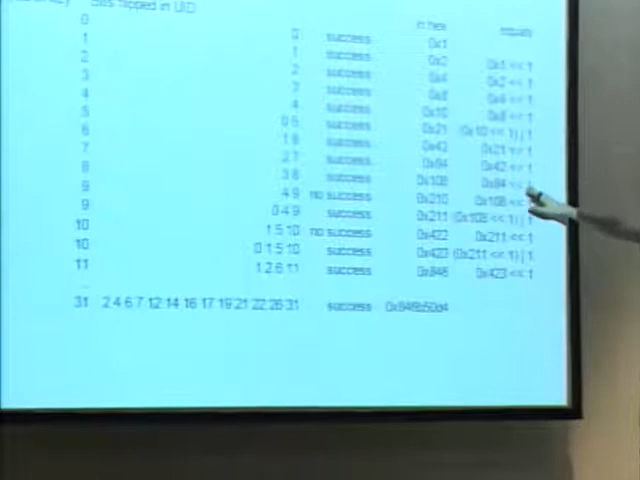 bits flipped in UID
in hex
0 0 success 0x1
1 1 success 0x2 0x1 << 1
2 2 success 0x4 0x2 << 1
3 3 success 0x8 0x4 << 1
4 4 success 0x10 0x8 << 1
5 0 5 success 0x21 (0x10 << 1) | 1
6 1 6 success 0x42 0x21 << 1
7 2 7 success 0x84 0x42 << 1
8 3 8 success 0x108 0x84 <<
9 4 9 no success 0x210 0x108 <<
9 0 4 9 success 0x211 (0x108 << 1) | 1
10 1 5 10 no success 0x422 0x211 << 1
10 0 1 5 10 success 0x423 (0x211 << 1) | 1
11 1 2 6 11 success 0x846 0x423 << 1
31 2 4 6 7 12 14 16 17 19 21 22 26 31 success